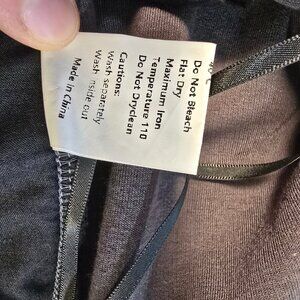 40°C
Do Not Bleach
Flat Dry
Maximum Iron
Temperature 110
Do Not Dryclean
Cautions:
Wash separately
Wash inside out
Made in China